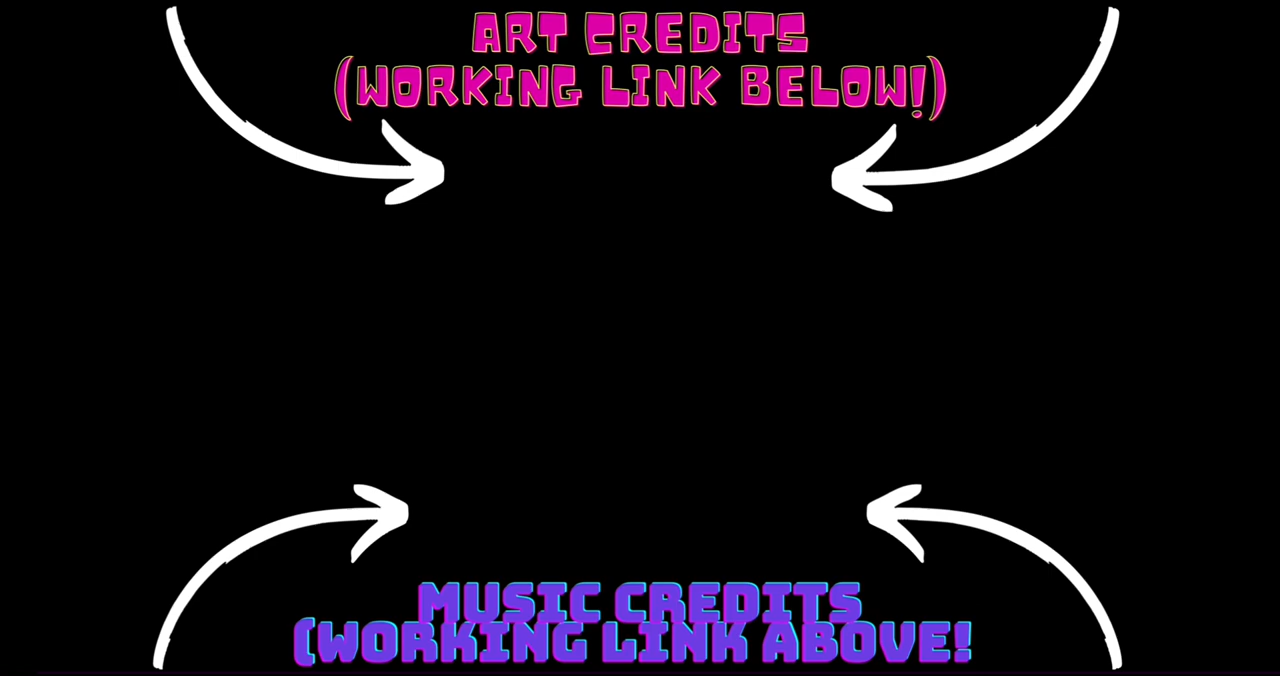 ART CREDITS
(WORKING LINK BELOW!)
MUSIC CREDITS
(WORKING LINK ABOVE!